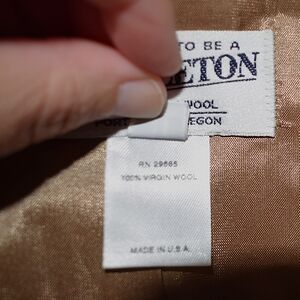 TO BE A
ETON
WOOL
EGON
RN 29685
100% VIRGIN WOOL
MADE IN U.S.A.